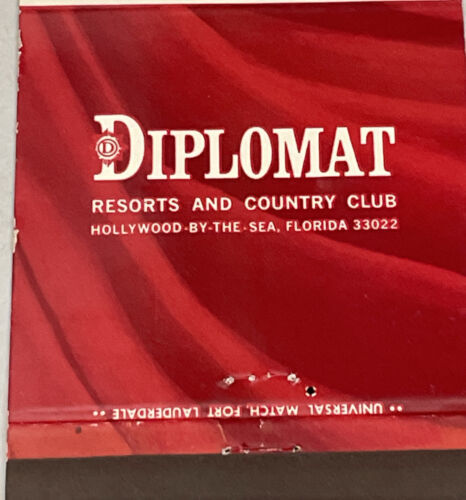 DIPLOMAT
D
RESORTS AND COUNTRY CLUB
HOLLYWOOD-BY-THE-SEA, FLORIDA 33022
•• UNIVERSAL MATCH, FORT LAUDERDALE ••